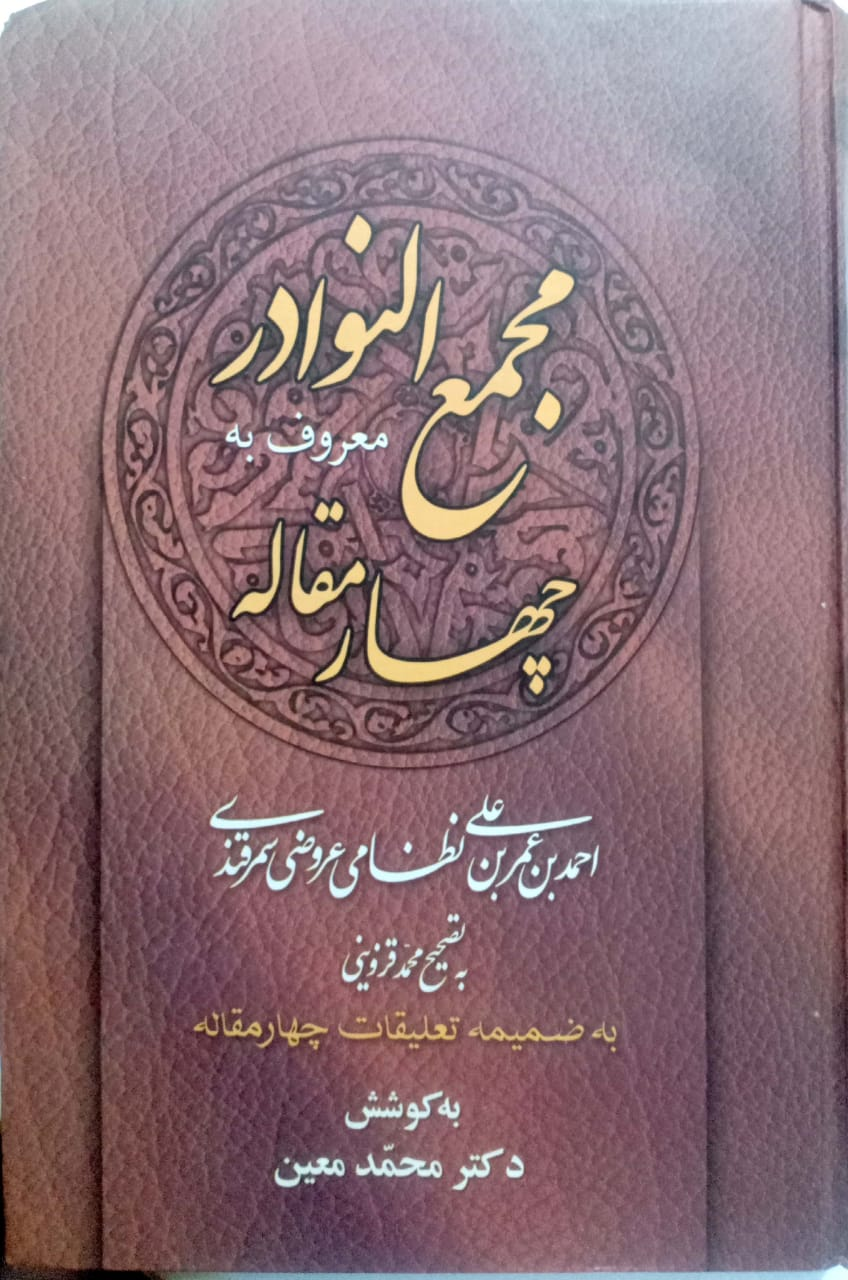 مجمع النوادر
معروف به
چهار مقاله
احمد بن عمر بن علی نظامی عروضی سمرقندی
به تصحیح محمد قزوینی
به ضمیمه تعلیقات چهارمقاله
به کوشش
دکتر محمّد معین